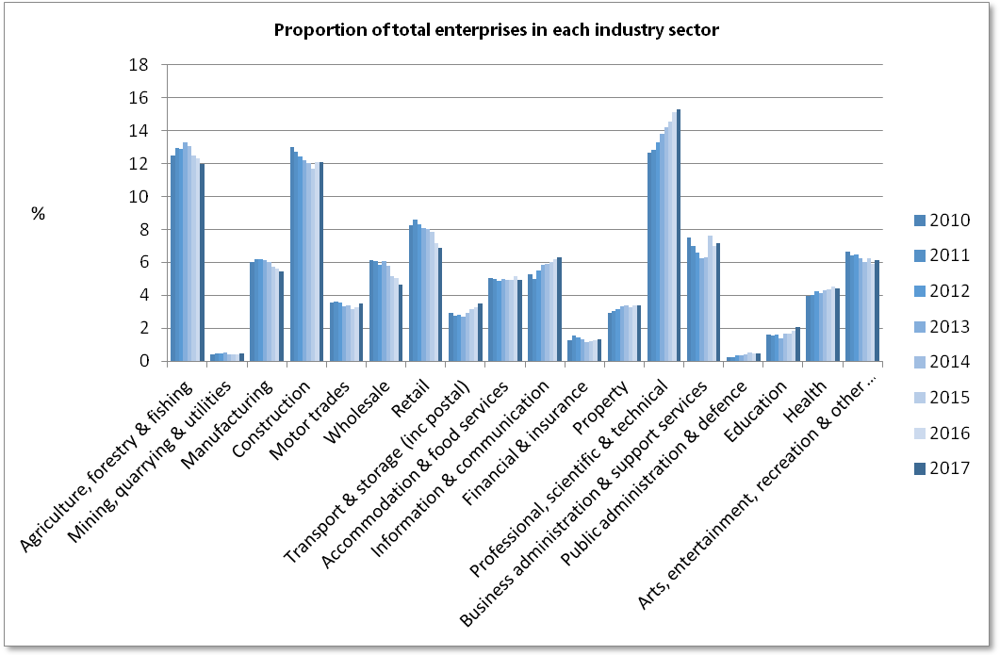 Proportion of total enterprises in each industry sector
18
16
14
12
10
8
6
4
2
0
%
Agriculture, forestry & fishing
Mining, quarrying & utilities
Manufacturing
Construction
Motor trades
Wholesale
Retail
Transport & storage (inc postal)
Accommodation & food services
Information & communication
Financial & insurance
Property
Professional, scientific & technical
Business administration & support services
Public administration & defence
Education
Health
Arts, entertainment, recreation & other...
2010
2011
2012
2013
2014
2015
2016
2017